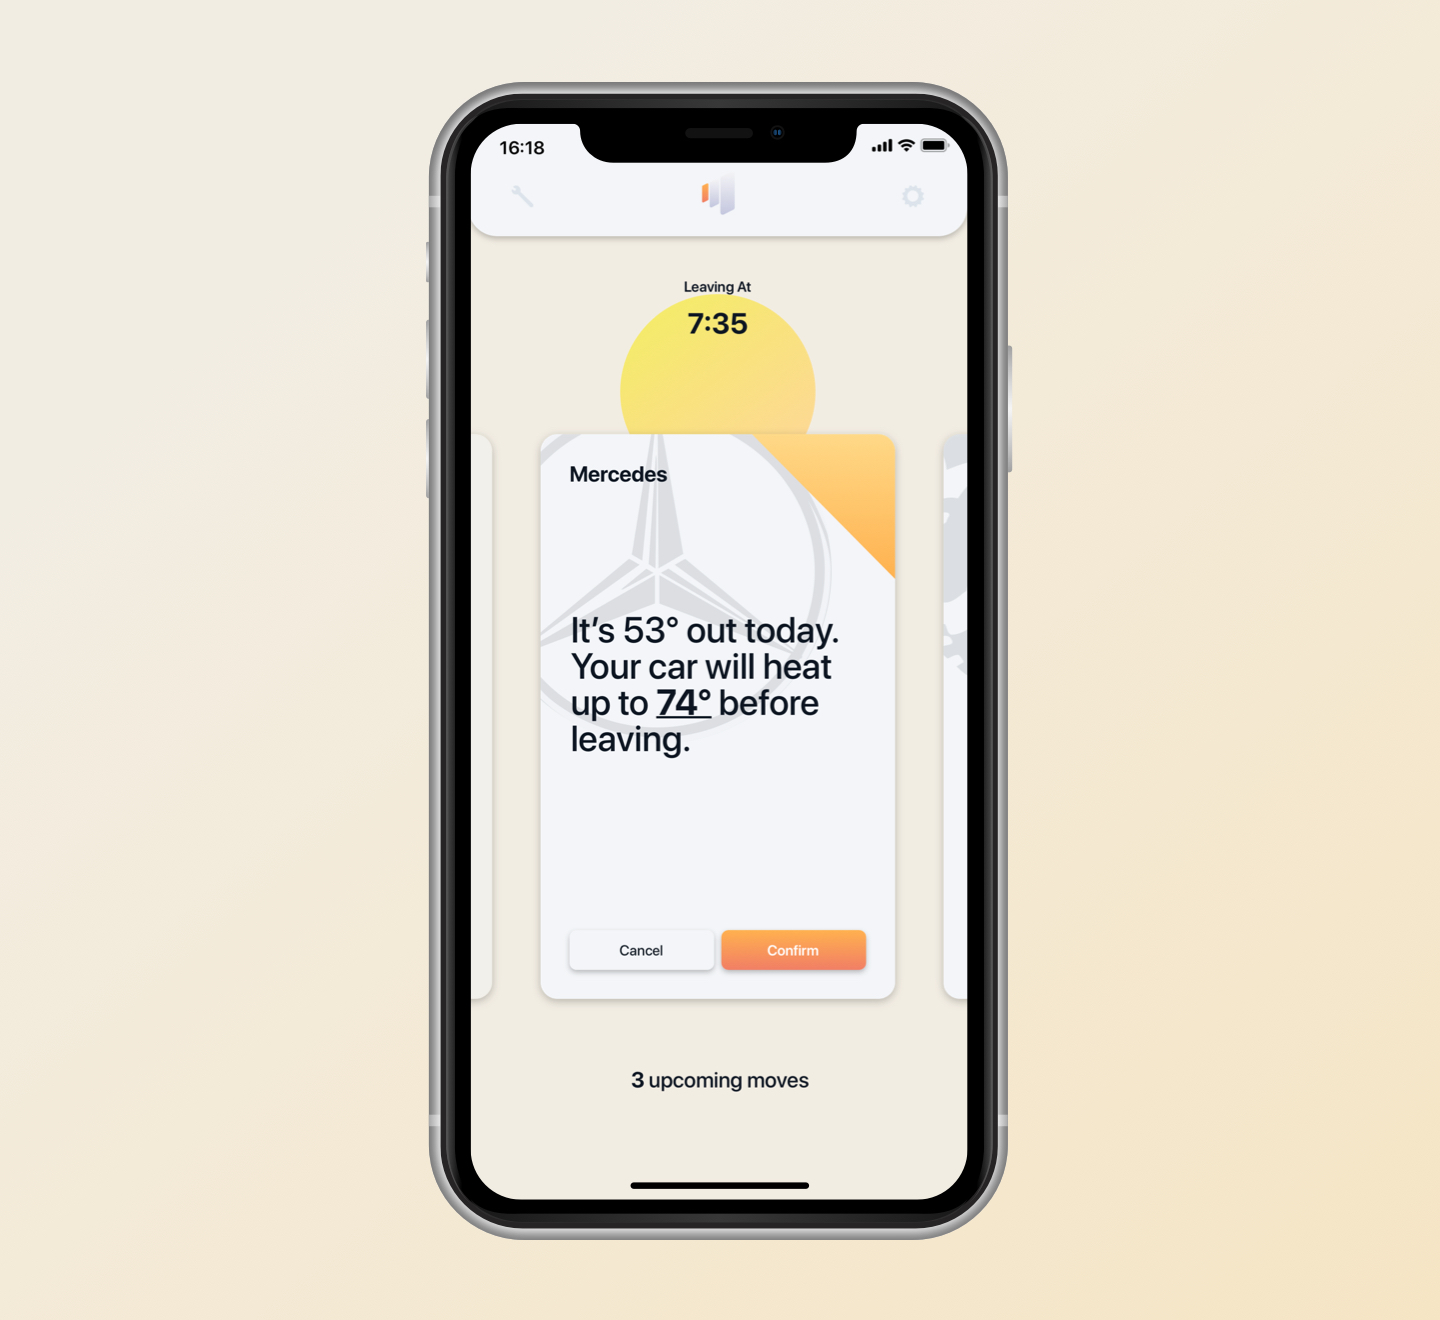 16:18
Leaving At
7:35
Mercedes
It’s 53° out today.
Your car will heat
up to 74° before
leaving.
Cancel
Confirm
3 upcoming moves